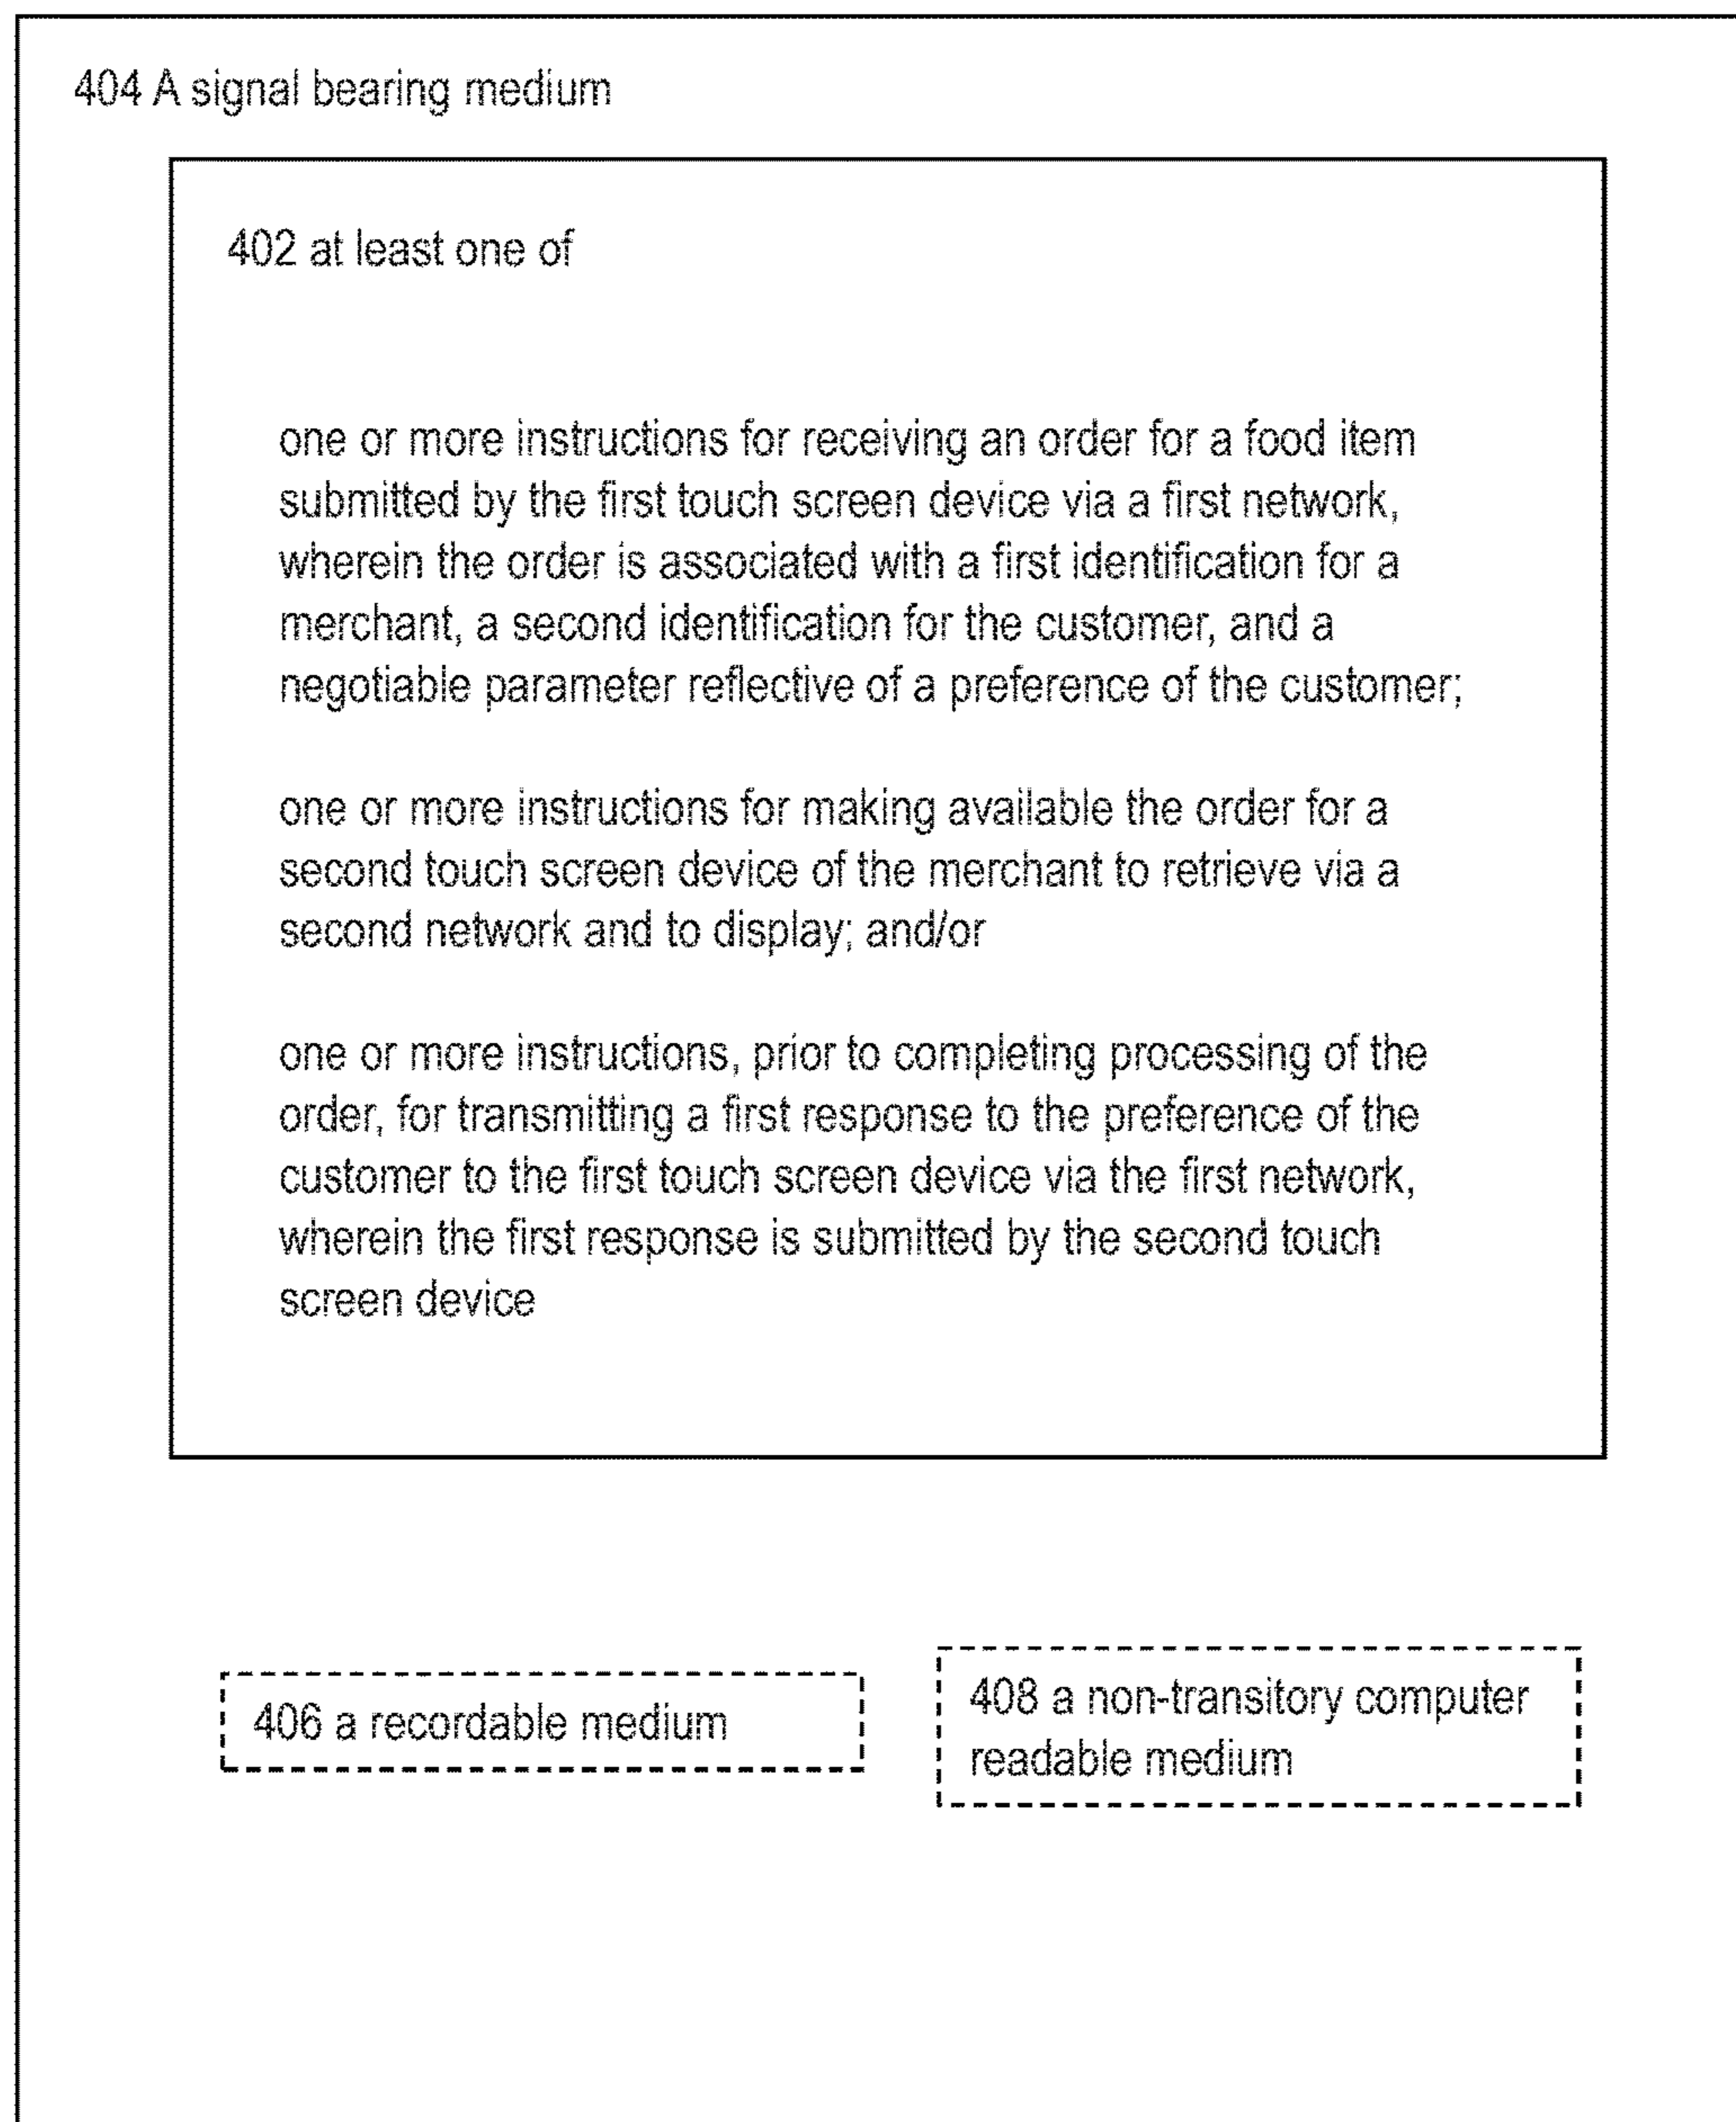 404 A signal bearing medium
402 at least one of
one or more instructions for receiving an order for a food item
submitted by the first touch screen device via a first network,
wherein the order is associated with a first identification for a
merchant, a second identification for the customer, and a
negotiable parameter reflective of a preference of the customer;
one or more instructions for making available the order for a
second touch screen device of the merchant to retrieve via a
second network and to display; and/or
one or more instructions, prior to completing processing of the
order, for transmitting a first response to the preference of the
customer to the first touch screen device via the first network,
wherein the first response is submitted by the second touch
screen device
406 a recordable medium
408 a non-transitory computer
readable medium